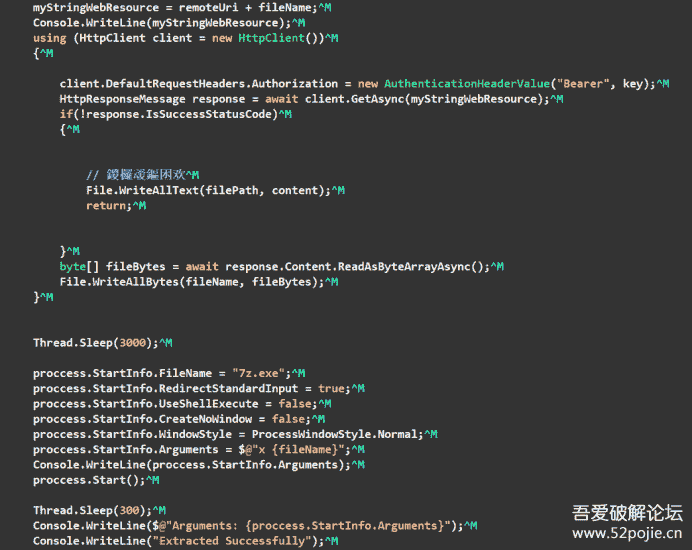 myStringWebResource = remoteUri + fileName;^M
Console.WriteLine(myStringWebResource);^M
using (HttpClient client = new HttpClient())^M
{^M
client.DefaultRequestHeaders.Authorization = new AuthenticationHeaderValue("Bearer", key);^M
HttpResponseMessage response = await client.GetAsync(myStringWebResource);^M
if(!response.IsSuccessStatusCode)^M
{^M
// ^M
File.WriteAllText(filePath, content);^M
return;^M
}^M
byte[] fileBytes = await response.Content.ReadAsByteArrayAsync();^M
File.WriteAllBytes(fileName, fileBytes);^M
}^M
Thread.Sleep(3000);^M
proccess.StartInfo.FileName = "7z.exe";^M
proccess.StartInfo.RedirectStandardInput = true;^M
proccess.StartInfo.UseShellExecute = false;^M
proccess.StartInfo.CreateNoWindow = false;^M
proccess.StartInfo.WindowStyle = ProcessWindowStyle.Normal;^M
proccess.StartInfo.Arguments = $@"x {fileName}";^M
Console.WriteLine(proccess.StartInfo.Arguments);^M
proccess.Start();^M
Thread.Sleep(300);^M
Console.WriteLine($@"Arguments: {proccess.StartInfo.Arguments}");^M
Console.WriteLine("Extracted Successfully");^M
吾爱破解论坛
www.52pojie.cn